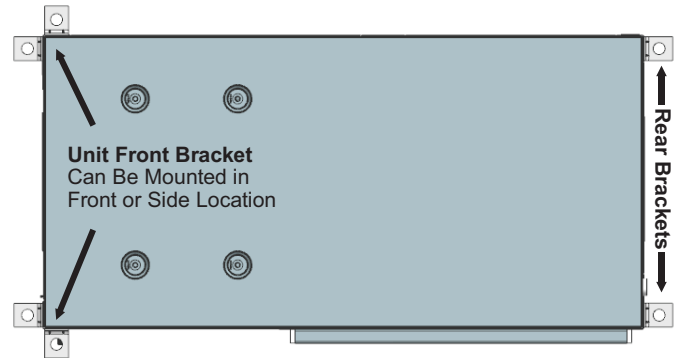 Unit Front Bracket
Can Be Mounted in
Front or Side Location
Rear Brackets